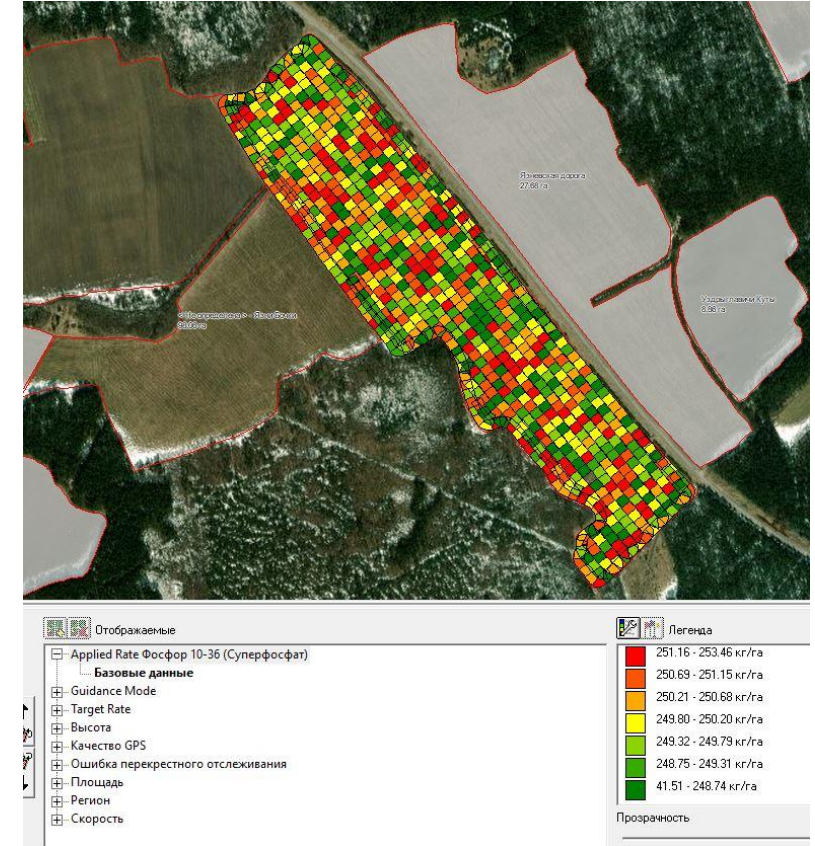 Язневская дорога
27.68 га
8.86 га
Отображаемые
Легенда
Applied Rate Фосфор 10-36 (Суперфосфат)
Базовые данные
Guidance Mode
Target Rate
Высота
Качество GPS
Ошибка перекрестного отслеживания
Площадь
Регион
Скорость
251.16 - 253.46 кг/га
250.69 - 251.15 кг/га
250.21 - 250.68 кг/га
249.80 - 250.20 кг/га
249.32 - 249.79 кг/га
248.75 - 249.31 кг/га
41.51 - 248.74 кг/га
Прозрачность